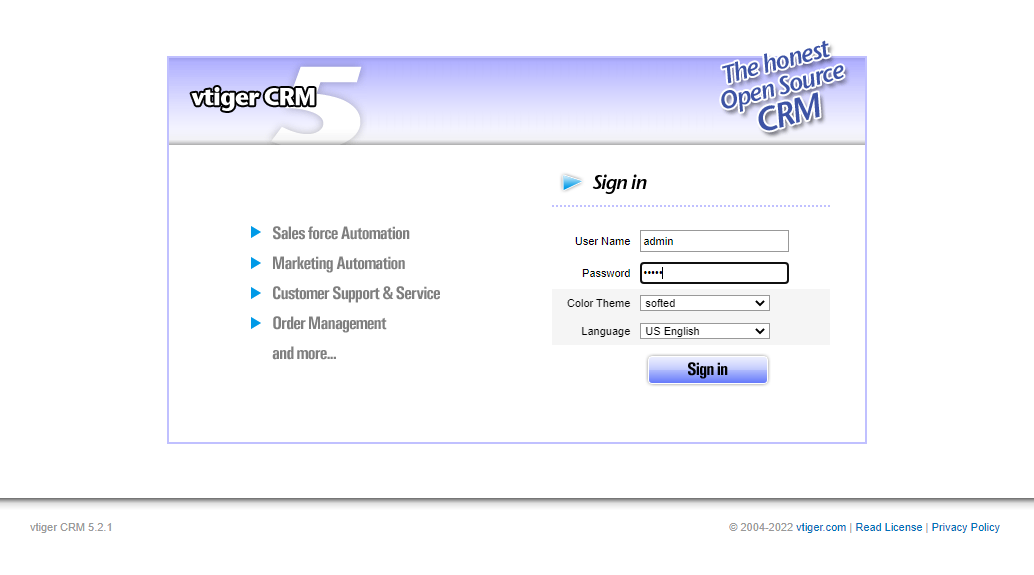 vtiger CRM 5
The honest
Open Source
CRM
Sign in
Sales force Automation
Marketing Automation
Customer Support & Service
Order Management
and more...
User Name admin
Password •••••
Color Theme softed
Language US English
Sign in
vtiger CRM 5.2.1
© 2004-2022 vtiger.com | Read License | Privacy Policy